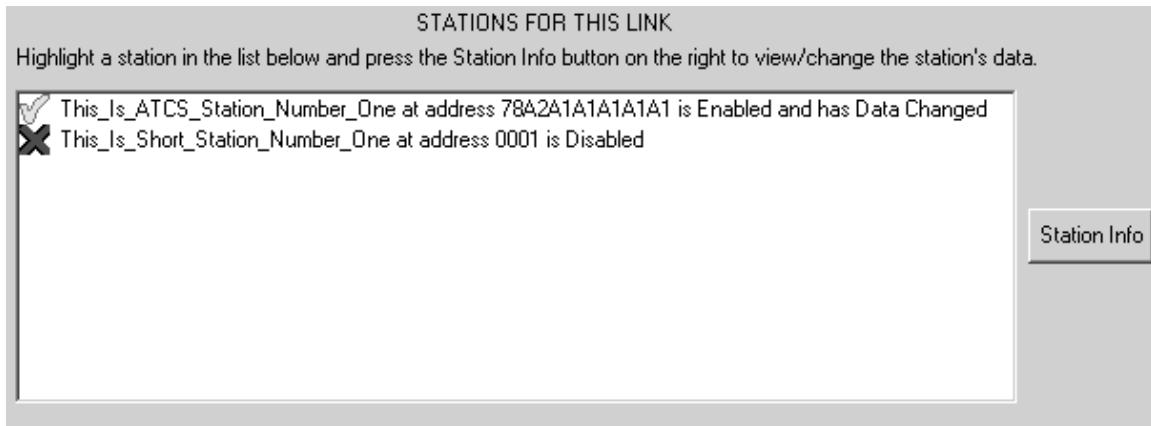 STATIONS FOR THIS LINK
Highlight a station in the list below and press the Station Info button on the right to view/change the station's data.
This_Is_ATCS_Station_Number_One at address 78A2A1A1A1A1A1 is Enabled and has Data Changed
This_Is_Short_Station_Number_One at address 0001 is Disabled
Station Info